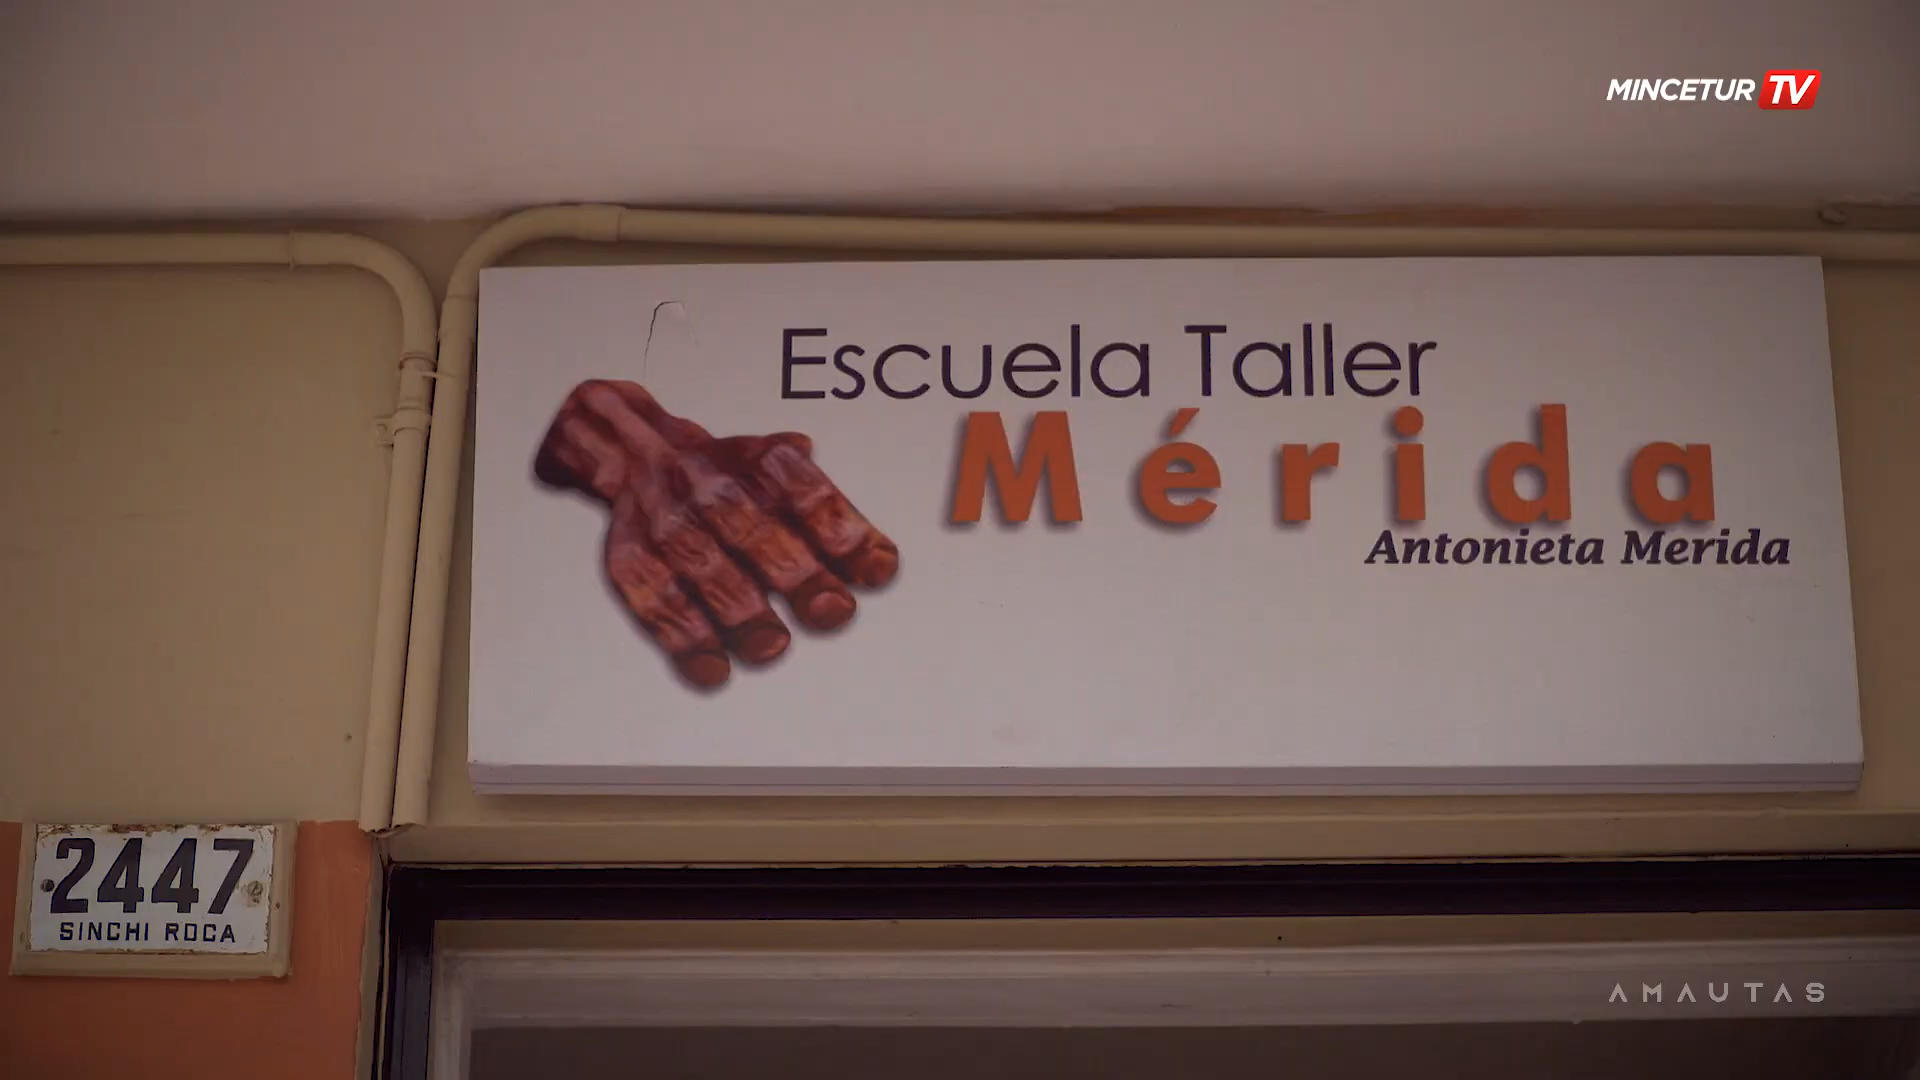 MINCETUR TV
Escuela Taller
Mérida
Antonieta Merida
2447
SINCHI ROCA
AMAUTAS